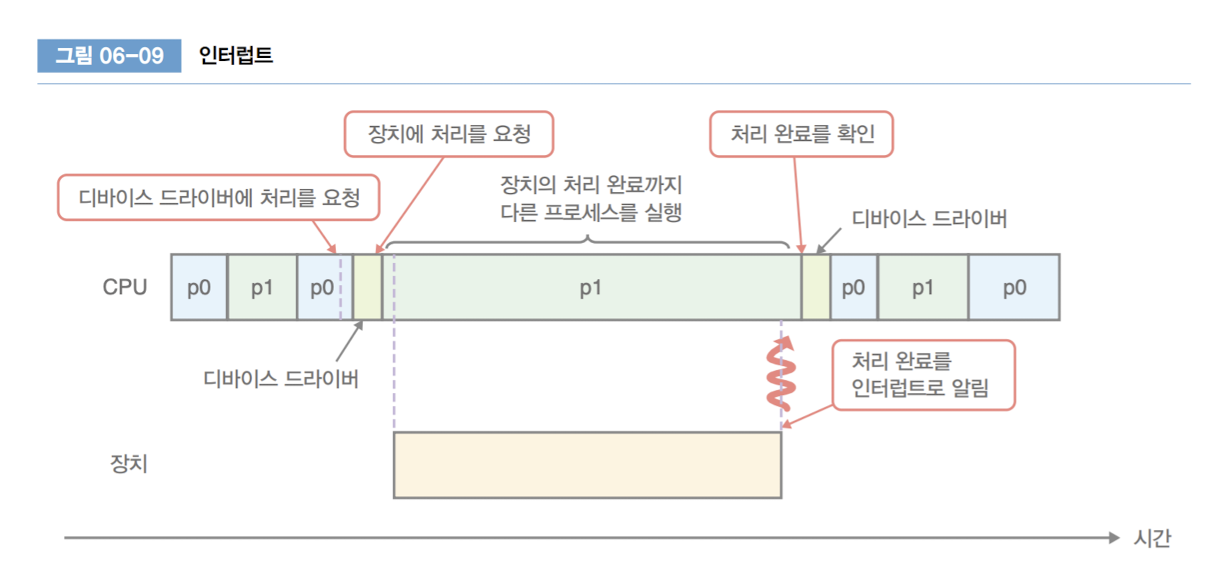 그림 06-09 인터럽트
장치에 처리를 요청
처리 완료를 확인
디바이스 드라이버에 처리를 요청
장치의 처리 완료까지
다른 프로세스를 실행
디바이스 드라이버
CPU p0 p1 p0 p1 p0 p1 p0
디바이스 드라이버
처리 완료를
인터럽트로 알림
장치
시간